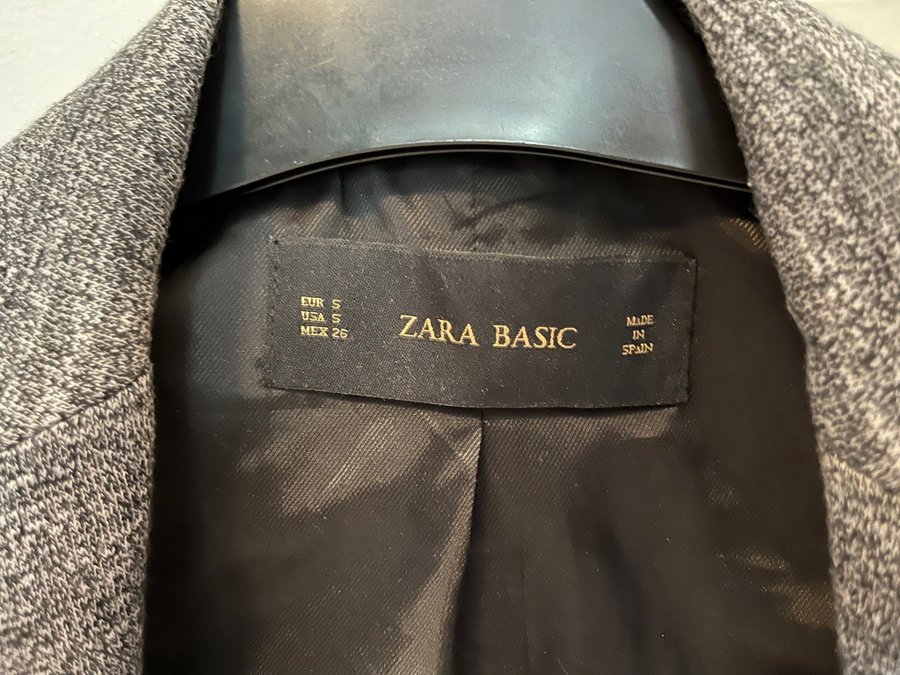 EUR S
USA S
MEX 26
ZARA BASIC
MADE
IN
SPAIN